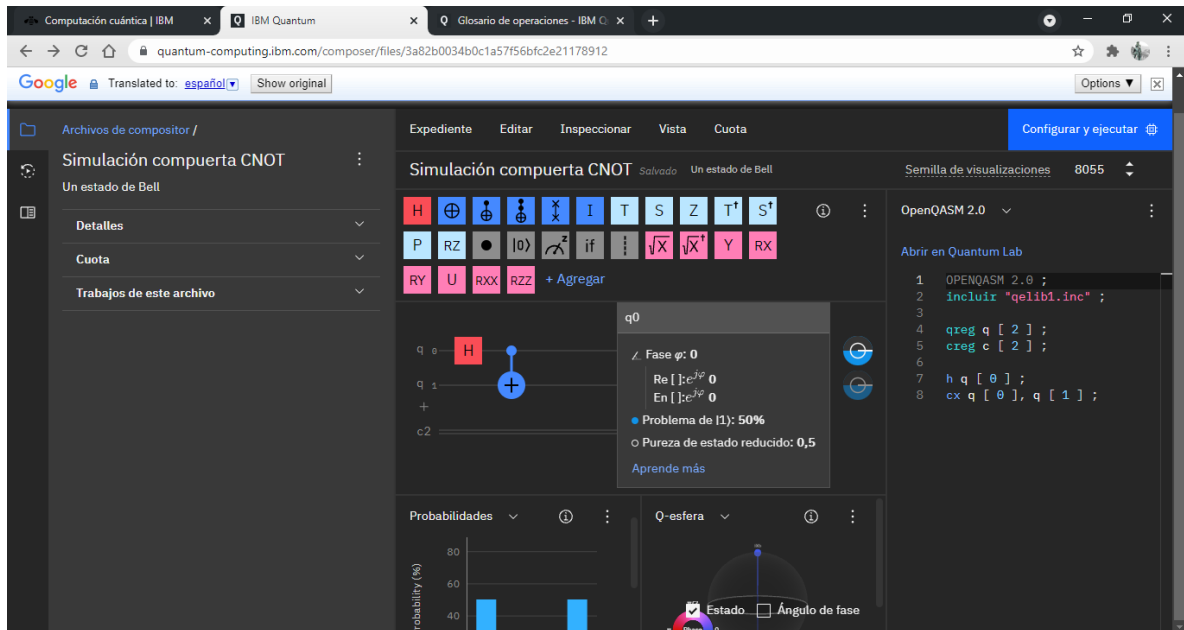 Computación cuántica | IBM
IBM Quantum
Glosario de operaciones - IBM Q
quantum-computing.ibm.com/composer/files/3a82b0034b0c1a57f56bfc2e21178912
Google Translated to: español Show original Options ▼
Archivos de compositor /
Simulación compuerta CNOT
Un estado de Bell
Detalles
Cuota
Trabajos de este archivo
Expediente Editar Inspeccionar Vista Cuota
Configurar y ejecutar
Simulación compuerta CNOT Salvado Un estado de Bell
Semilla de visualizaciones 8055
H I T S Z T† S†
P RZ |0⟩ z if √X √X† Y RX
RY U RXX RZZ + Agregar
q 0 H
q 1
+
c2
q0
Fase φ: 0
Re [ ]:e^jφ 0
En [ ]:e^jφ 0
Problema de |1⟩: 50%
Pureza de estado reducido: 0,5
Aprende más
Probabilidades
Probability (%)
80
60
40
Q-esfera
Estado Ángulo de fase
Phase 0
OpenQASM 2.0
Abrir en Quantum Lab
1 OPENQASM 2.0 ;
2 incluir "qelib1.inc" ;
3
4 qreg q [ 2 ] ;
5 creg c [ 2 ] ;
6
7 h q [ 0 ] ;
8 cx q [ 0 ], q [ 1 ] ;